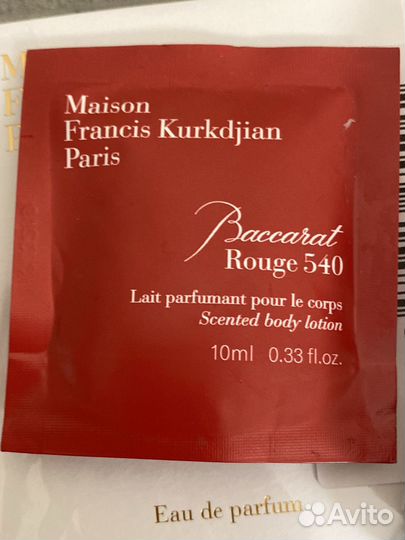 Maison
Francis Kurkdjian
Paris
Baccarat
Rouge 540
Lait parfumant pour le corps
Scented body lotion
10ml 0.33 fl.oz.
Eau de parfum
Avito